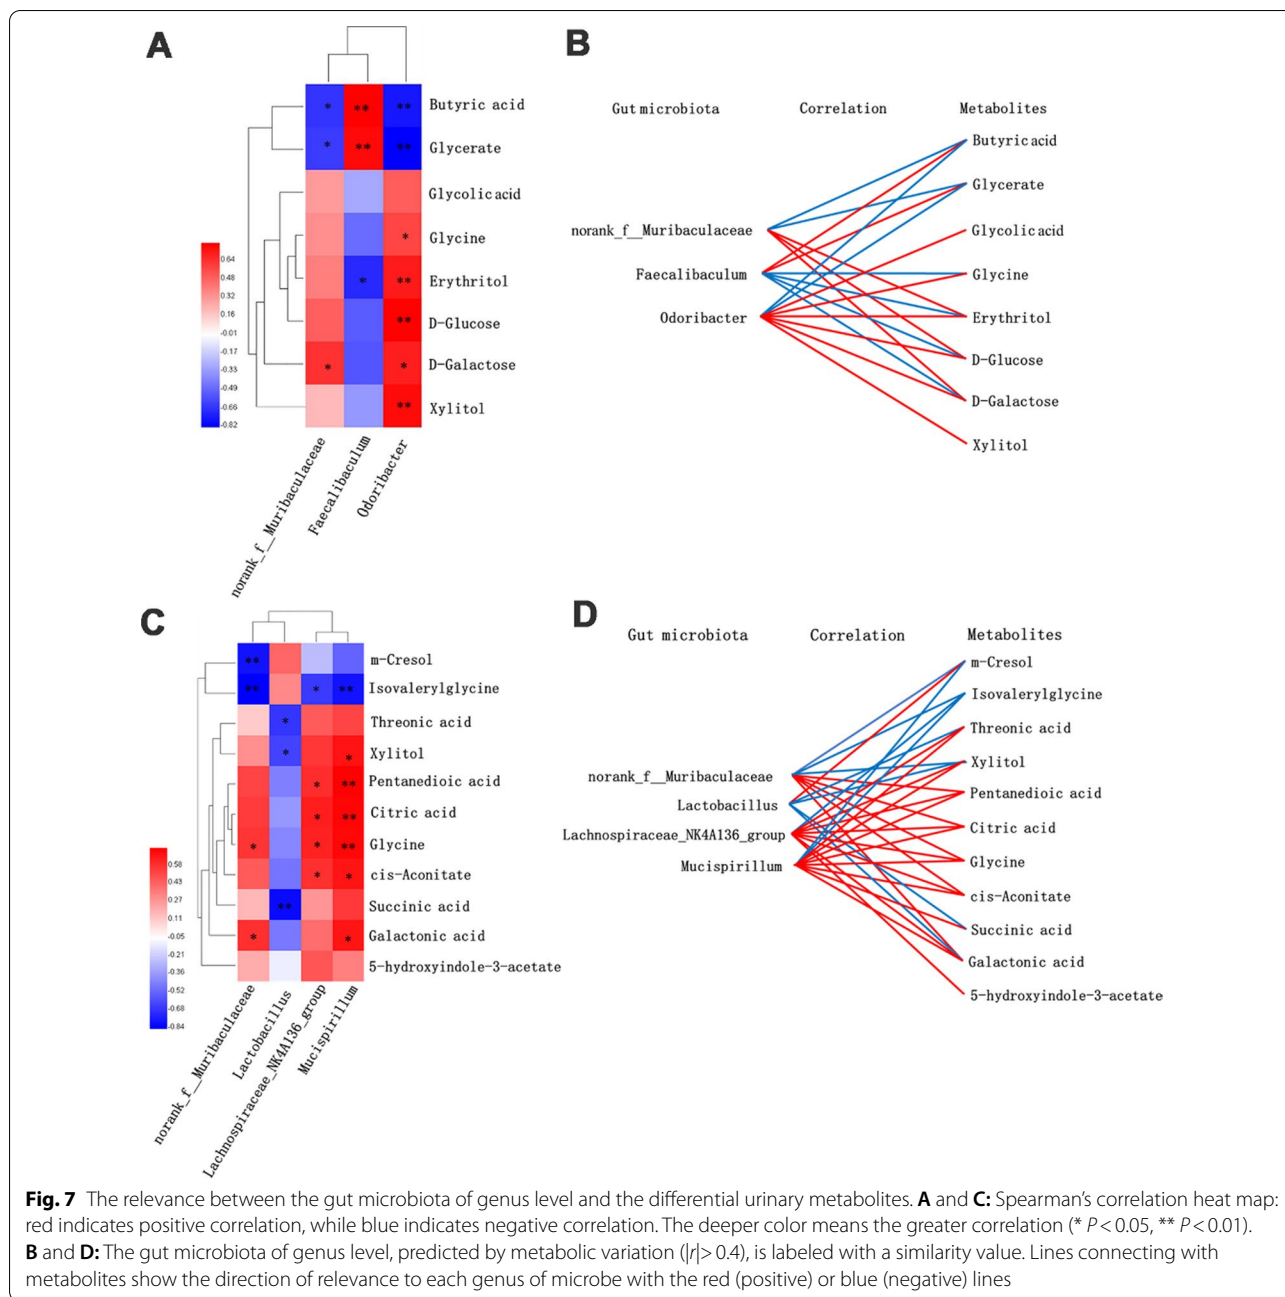 A
B
Gut microbiota Correlation Metabolites
* ** ** Butyric acid
* ** ** Glycerate
Glycolic acid
* Glycine
* ** Erythritol
** D-Glucose
* * D-Galactose
** Xylitol
0.64
0.48
0.32
0.16
-0.01
-0.17
-0.33
-0.49
-0.66
-0.82
norank_f__Muribaculaceae
Faecalibaculum
Odoribacter
norank_f__Muribaculaceae
Faecalibaculum
Odoribacter
Butyric acid
Glycerate
Glycolic acid
Glycine
Erythritol
D-Glucose
D-Galactose
Xylitol
C
D
Gut microbiota Correlation Metabolites
** m-Cresol
** * ** Isovalerylglycine
* Threonic acid
* * Xylitol
* ** Pentanedioic acid
* ** Citric acid
* * ** Glycine
* * cis-Aconitate
** Succinic acid
* * Galactonic acid
5-hydroxyindole-3-acetate
0.58
0.43
0.27
0.11
-0.05
-0.21
-0.36
-0.52
-0.68
-0.84
norank_f__Muribaculaceae
Lactobacillus
Lachnospiraceae_NK4A136_group
Mucispirillum
norank_f__Muribaculaceae
Lactobacillus
Lachnospiraceae_NK4A136_group
Mucispirillum
m-Cresol
Isovalerylglycine
Threonic acid
Xylitol
Pentanedioic acid
Citric acid
Glycine
cis-Aconitate
Succinic acid
Galactonic acid
5-hydroxyindole-3-acetate
Fig. 7 The relevance between the gut microbiota of genus level and the differential urinary metabolites. A and C: Spearman's correlation heat map:
red indicates positive correlation, while blue indicates negative correlation. The deeper color means the greater correlation (* P < 0.05, ** P < 0.01).
B and D: The gut microbiota of genus level, predicted by metabolic variation (|r| > 0.4), is labeled with a similarity value. Lines connecting with
metabolites show the direction of relevance to each genus of microbe with the red (positive) or blue (negative) lines